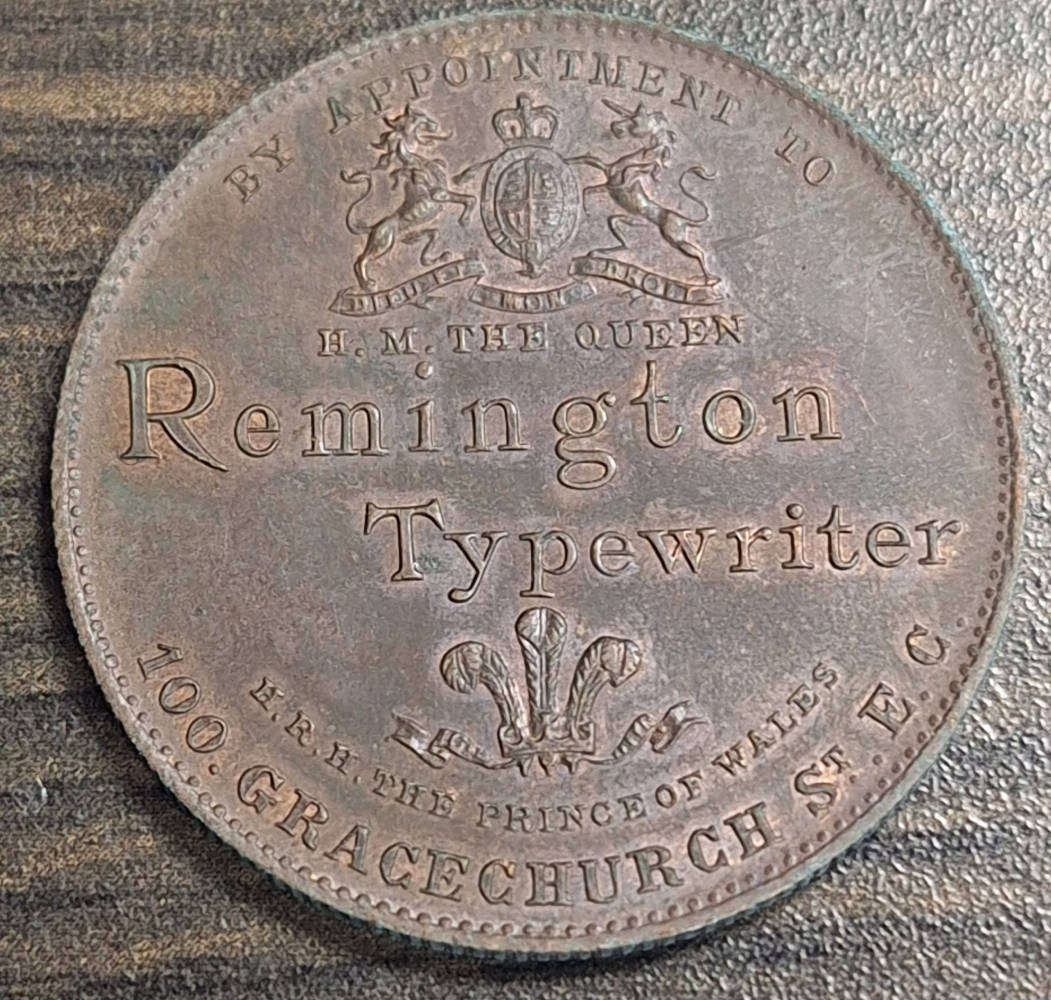 BY APPOINTMENT TO
DIEU ET MON DROIT
H. M. THE QUEEN
Remington
Typewriter
H. R. H. THE PRINCE OF WALES
100. GRACECHURCH ST. E C.